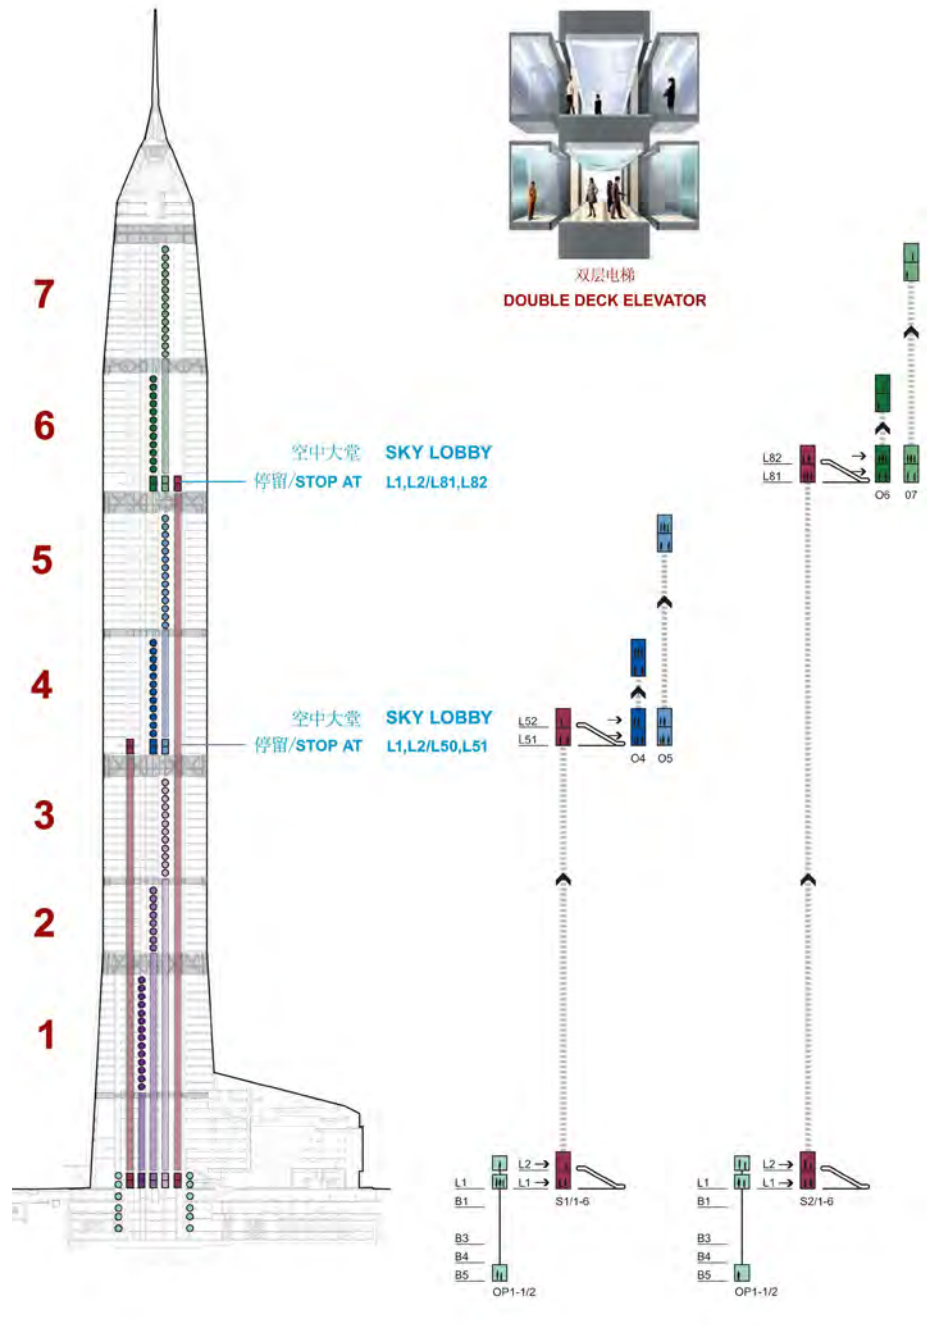 双层电梯
DOUBLE DECK ELEVATOR
7
6
空中大堂 SKY LOBBY
停留/STOP AT L1,L2/L81,L82
L82
L81
O6 07
5
4
空中大堂 SKY LOBBY
停留/STOP AT L1,L2/L50,L51
L52
L51
O4 O5
3
2
1
L2
L1 L1
B1
S1/1-6
B3
B4
B5
OP1-1/2
L2
L1 L1
B1
S2/1-6
B3
B4
B5
OP1-1/2